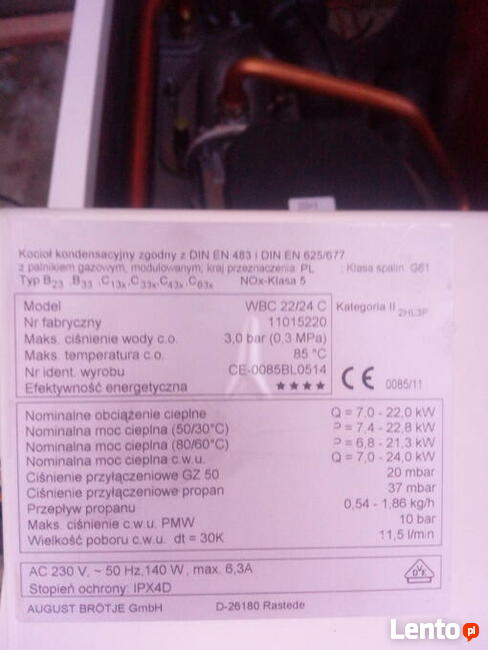 Kocioł kondensacyjny zgodny z DIN EN 483 i DIN EN 625/677
z palnikiem gazowym, modulowanym, kraj przeznaczenia: PL ; Klasa spalin: G61
Typ B23 ,B33 ,C13x,C33x,C43x,C63x NOx-Klasa 5
Model WBC 22/24 C Kategoria II 2HL3P
Nr fabryczny 11015220
Maks. ciśnienie wody c.o. 3,0 bar (0,3 MPa)
Maks. temperatura c.o. 85 °C
Nr ident. wyrobu CE-0085BL0514
Efektywność energetyczna ★★★★ CE 0085/11
Nominalne obciążenie cieplne Q = 7,0 - 22,0 kW
Nominalna moc cieplna (50/30°C) P = 7,4 - 22,8 kW
Nominalna moc cieplna (80/60°C) P = 6,8 - 21,3 kW
Nominalna moc cieplna c.w.u. Q = 7,0 - 24,0 kW
Ciśnienie przyłączeniowe GZ 50 20 mbar
Ciśnienie przyłączeniowe propan 37 mbar
Przepływ propanu 0,54 - 1,86 kg/h
Maks. ciśnienie c.w.u. PMW 10 bar
Wielkość poboru c.w.u. dt = 30K 11,5 l/min
AC 230 V, ~ 50 Hz,140 W , max. 6,3A
Stopień ochrony: IPX4D
AUGUST BRÖTJE GmbH D-26180 Rastede
Lento.pl